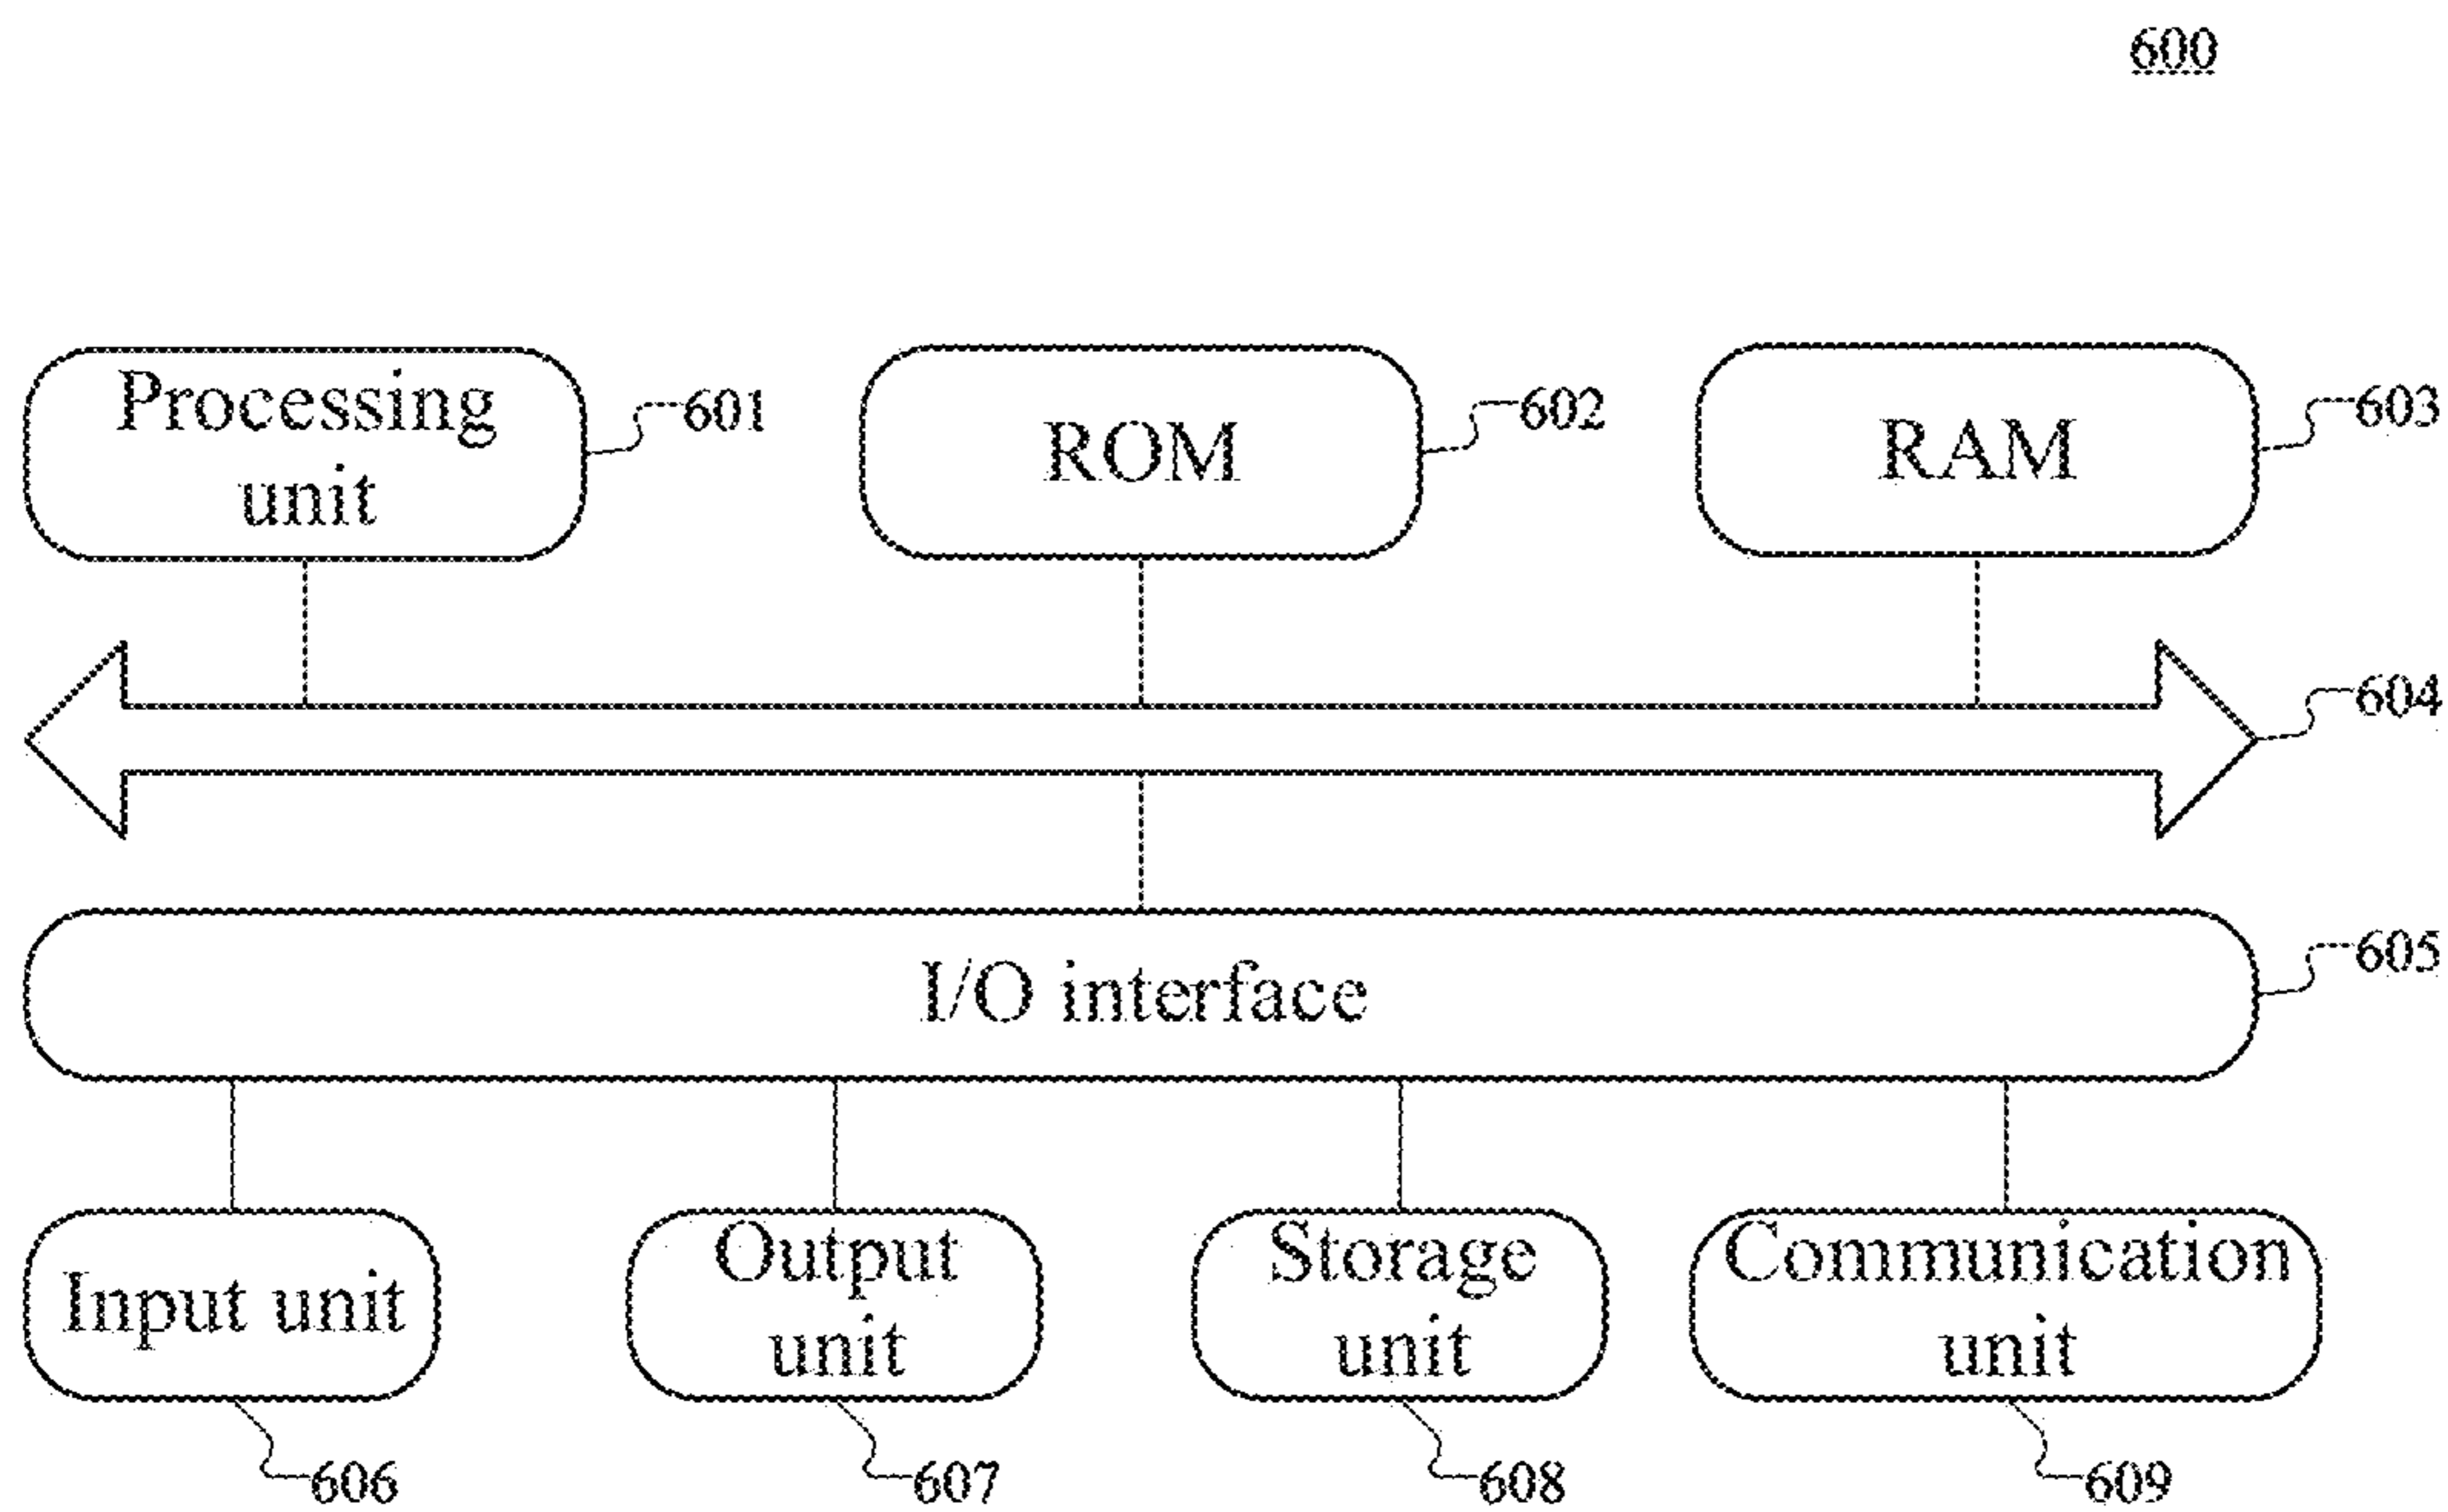 600
Processing
unit
601
ROM
602
RAM
603
604
I/O interface
605
Input unit
Output
unit
Storage
unit
Communication
unit
606
607
608
609